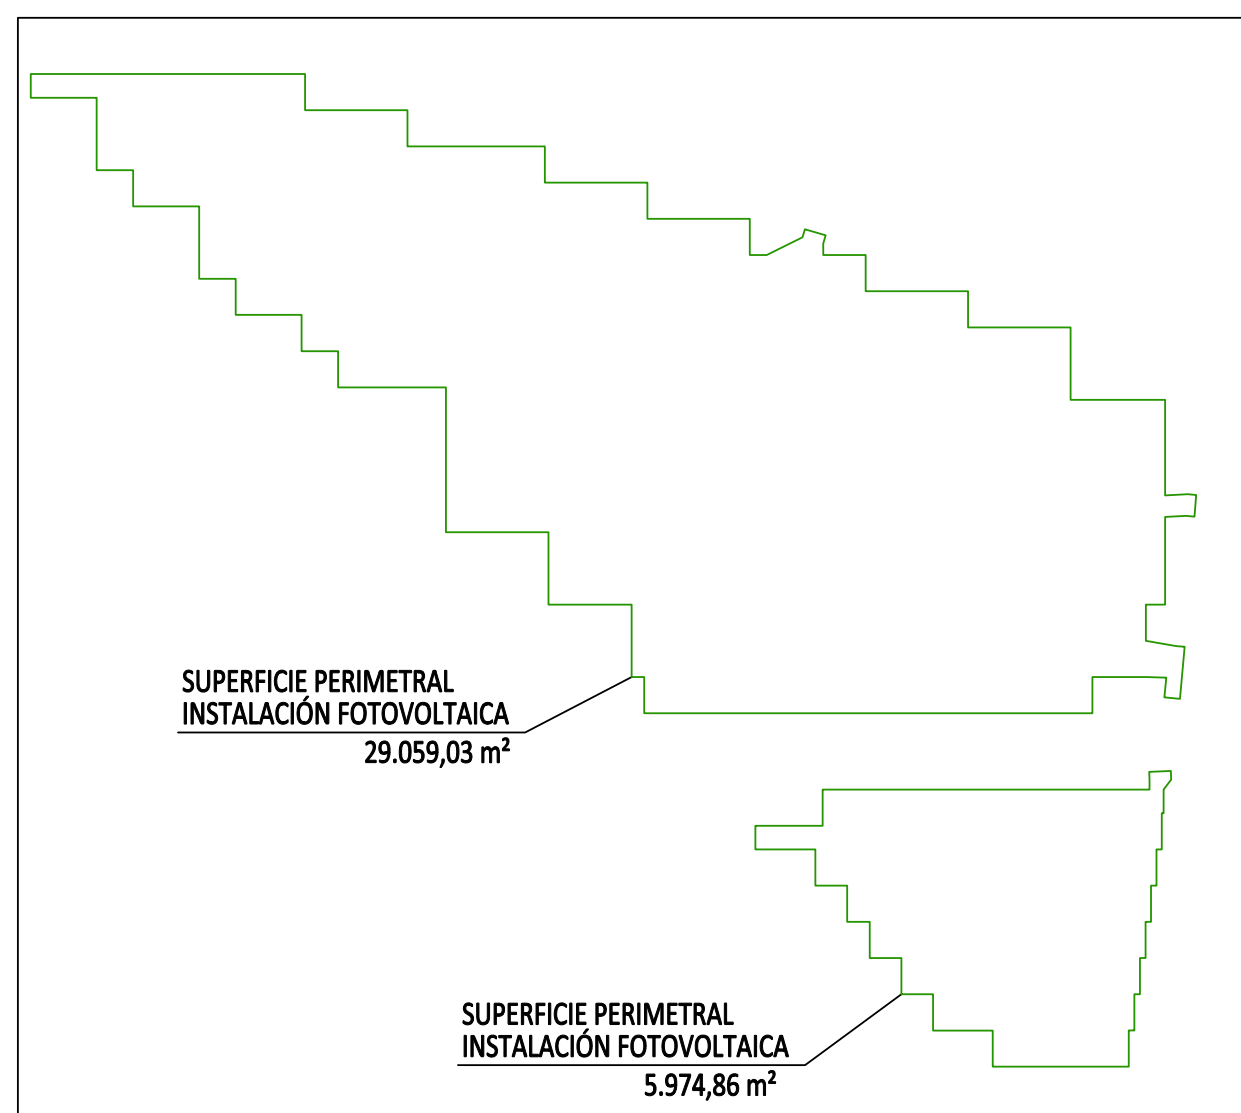 SUPERFICIE PERIMETRAL
INSTALACIÓN FOTOVOLTAICA
29.059,03 m²
SUPERFICIE PERIMETRAL
INSTALACIÓN FOTOVOLTAICA
5.974,86 m²